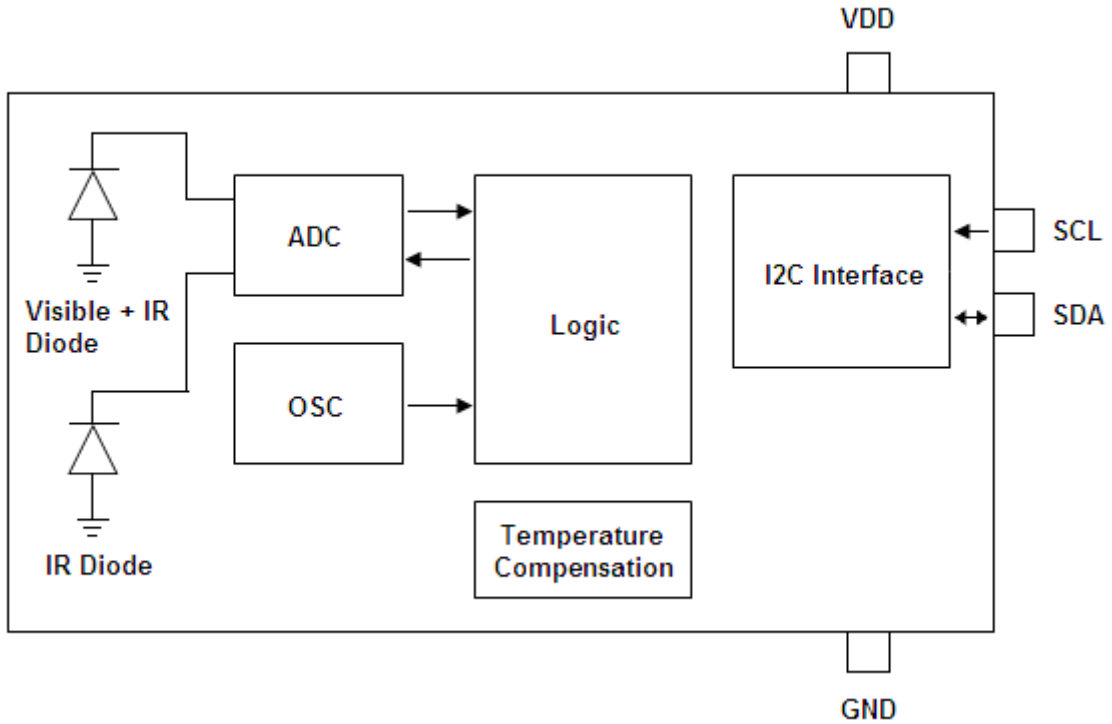 VDD
ADC
Logic
I2C Interface
SCL
SDA
Visible + IR
Diode
OSC
IR Diode
Temperature
Compensation
GND